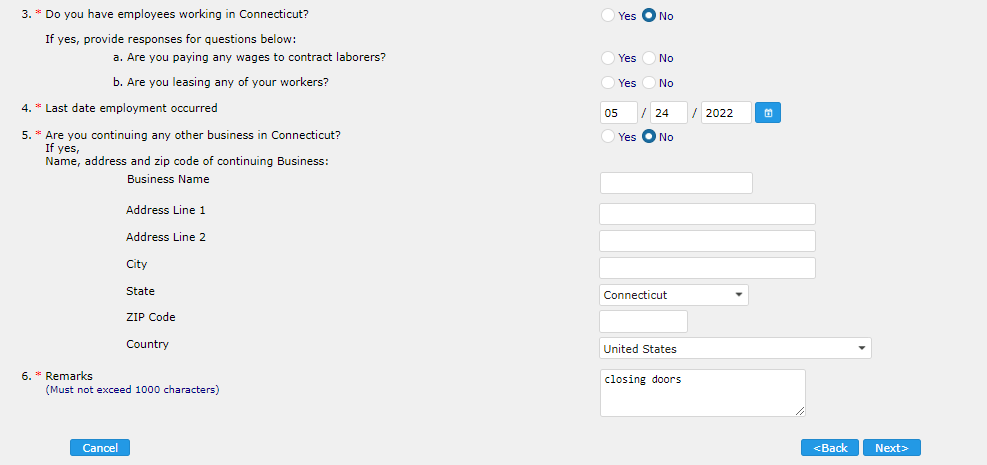 3. * Do you have employees working in Connecticut? Yes No
If yes, provide responses for questions below:
a. Are you paying any wages to contract laborers? Yes No
b. Are you leasing any of your workers? Yes No
4. * Last date employment occurred 05 / 24 / 2022
5. * Are you continuing any other business in Connecticut? Yes No
If yes,
Name, address and zip code of continuing Business:
Business Name
Address Line 1
Address Line 2
City
State Connecticut
ZIP Code
Country United States
6. * Remarks closing doors
(Must not exceed 1000 characters)
Cancel <Back Next>